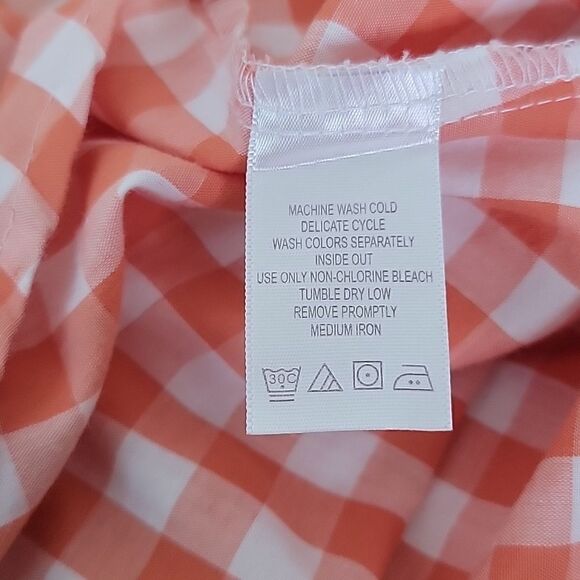 MACHINE WASH COLD
DELICATE CYCLE
WASH COLORS SEPARATELY
INSIDE OUT
USE ONLY NON-CHLORINE BLEACH
TUMBLE DRY LOW
REMOVE PROMPTLY
MEDIUM IRON
30C